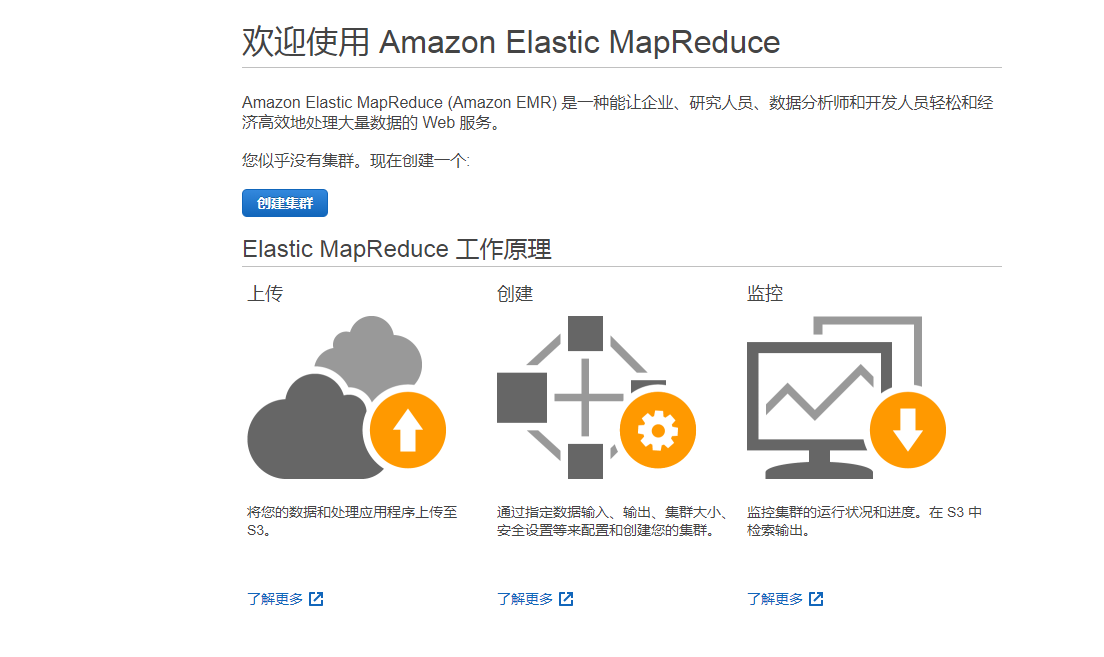 欢迎使用 Amazon Elastic MapReduce
Amazon Elastic MapReduce (Amazon EMR) 是一种能让企业、研究人员、数据分析师和开发人员轻松和经
济高效地处理大量数据的 Web 服务。
您似乎没有集群。现在创建一个:
创建集群
Elastic MapReduce 工作原理
上传
创建
监控
将您的数据和处理应用程序上传至
S3。
通过指定数据输入、输出、集群大小、
安全设置等来配置和创建您的集群。
监控集群的运行状况和进度。在 S3 中
检索输出。
了解更多
了解更多
了解更多